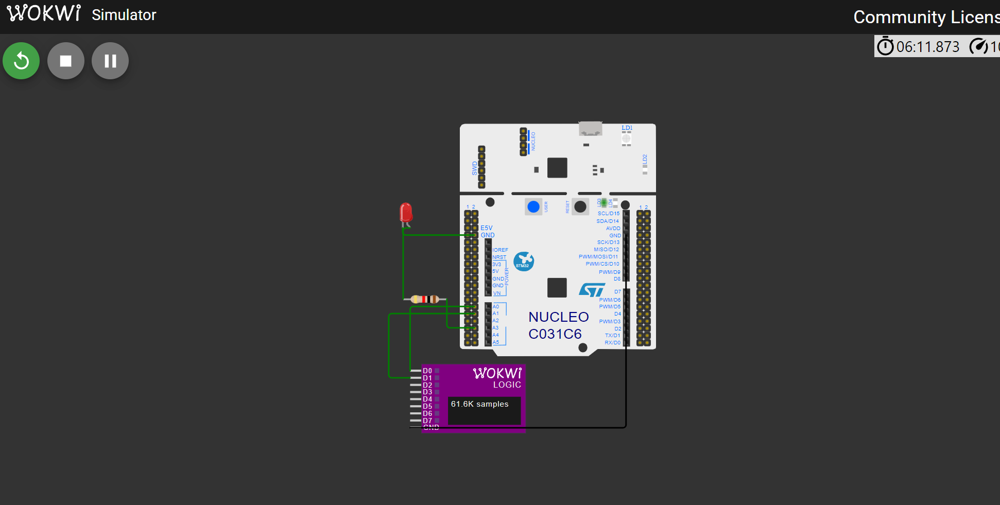 WOKWi Simulator
Community Licens
06:11.873 10
NUCLEO
LD1
SWD
LD2
USER
RESET
LD3
LD4
1 2
1 2
SCL/D15
SDA/D14
E5V
AVDD
GND
GND
SCK/D13
IOREF
MISO/D12
NRST
PWM/MOSI/D11
3V3
PWM/CS/D10
STM32
5V
PWM/D9
GND
POWER
D8
GND
VN
ST
D7
PWM/D6
A0
PWM/D5
A1
D4
NUCLEO
A2
PWM/D3
A3
D2
C031C6
A4
TX/D1
A5
RX/D0
D0
WOKWi
D1
LOGIC
D2
D3
D4
D5
61.6K samples
D6
D7
GND